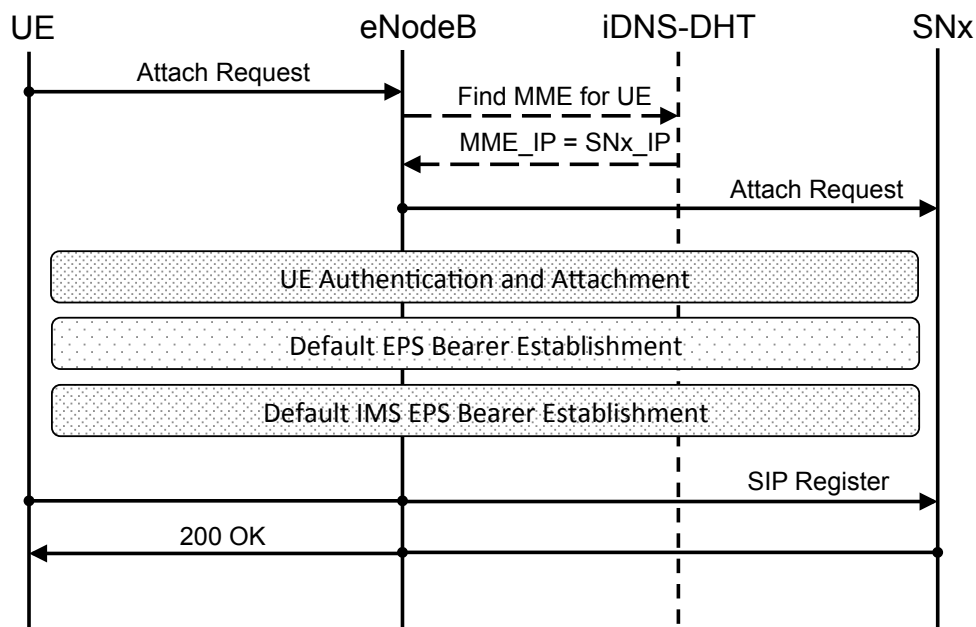 UE eNodeB iDNS-DHT SNx
Attach Request
Find MME for UE
MME_IP = SNx_IP
Attach Request
UE Authentication and Attachment
Default EPS Bearer Establishment
Default IMS EPS Bearer Establishment
SIP Register
200 OK